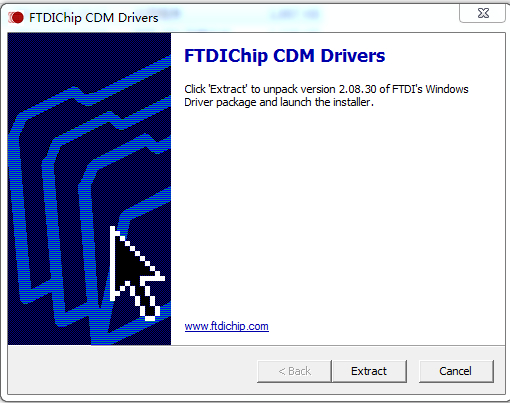 FTDIChip CDM Drivers
FTDIChip CDM Drivers
Click 'Extract' to unpack version 2.08.30 of FTDI's Windows
Driver package and launch the installer.
www.ftdichip.com
< Back
Extract
Cancel